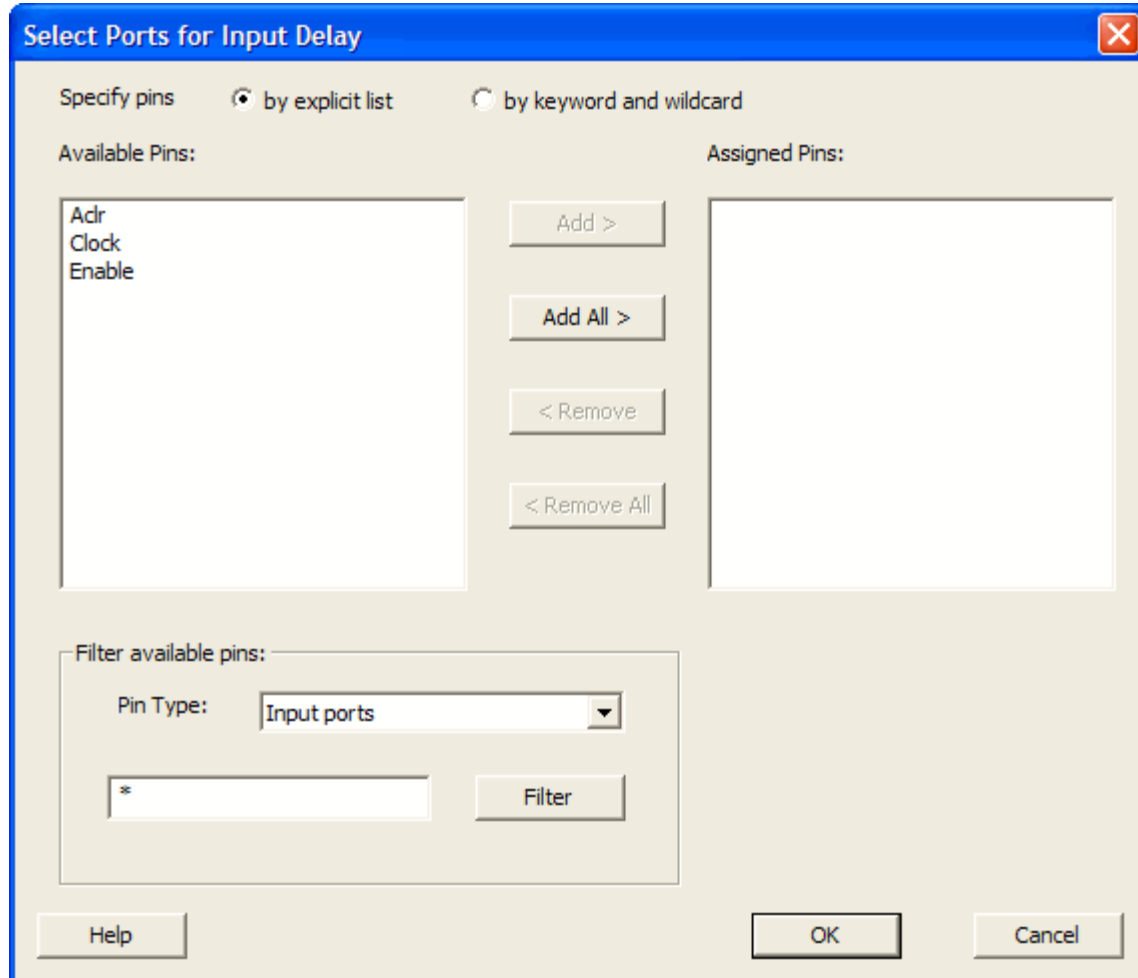 Select Ports for Input Delay
Specify pins by explicit list by keyword and wildcard
Available Pins: Assigned Pins:
Aclr
Clock
Enable
Add >
Add All >
< Remove
< Remove All
Filter available pins:
Pin Type: Input ports
* Filter
Help OK Cancel